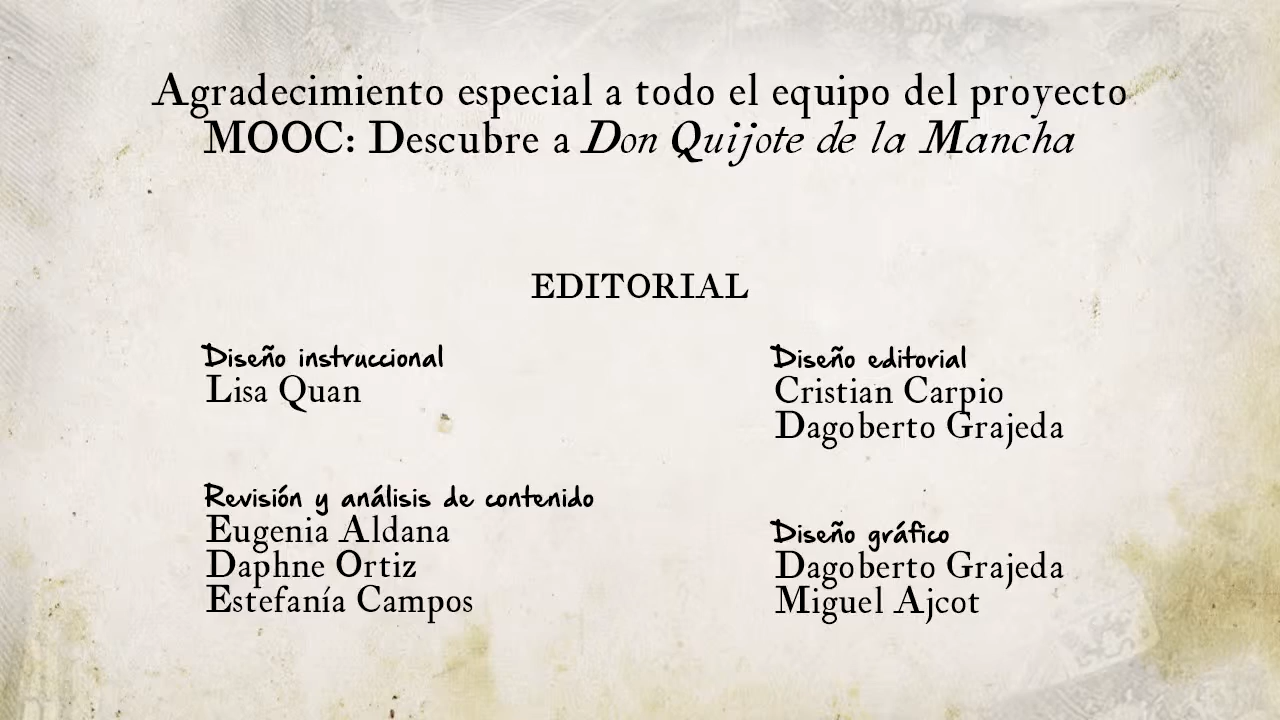 Agradecimiento especial a todo el equipo del proyecto
MOOC: Descubre a Don Quijote de la Mancha
EDITORIAL
Diseño instruccional
Lisa Quan
Revisión y análisis de contenido
Eugenia Aldana
Daphne Ortiz
Estefanía Campos
Diseño editorial
Cristian Carpio
Dagoberto Grajeda
Diseño gráfico
Dagoberto Grajeda
Miguel Ajcot